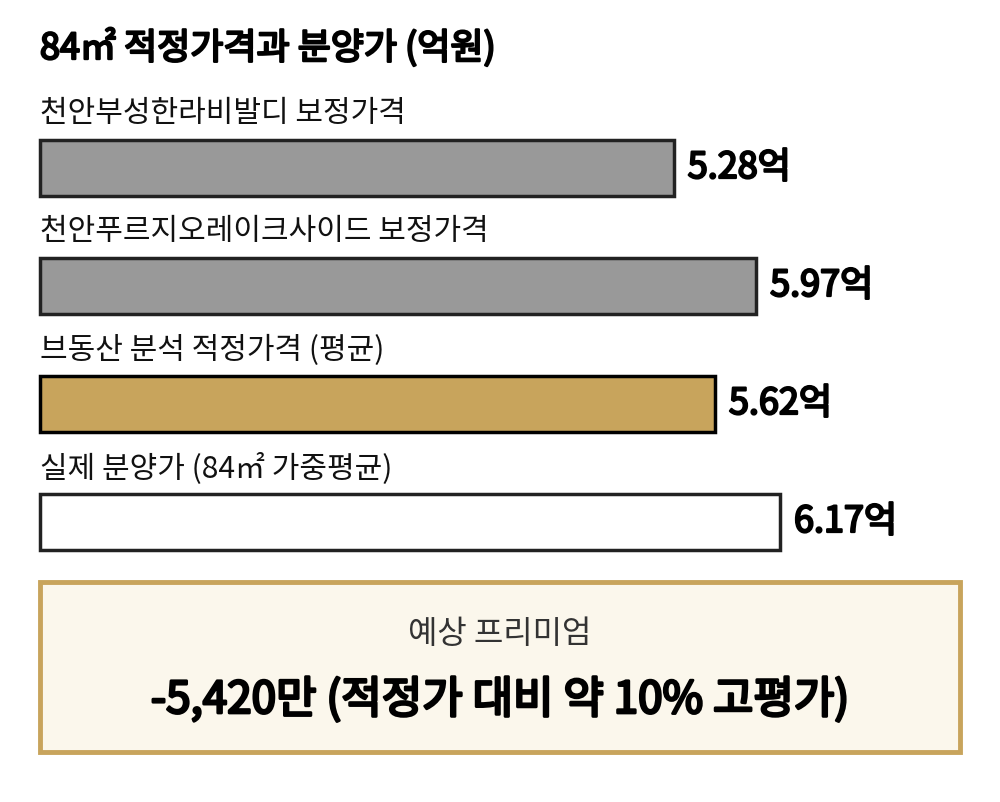 84㎡ 적정가격과 분양가 (억원)
천안부성한라비발디 보정가격
5.28억
천안푸르지오레이크사이드 보정가격
5.97억
브동산 분석 적정가격 (평균)
5.62억
실제 분양가 (84㎡ 가중평균)
6.17억
예상 프리미엄
-5,420만 (적정가 대비 약 10% 고평가)